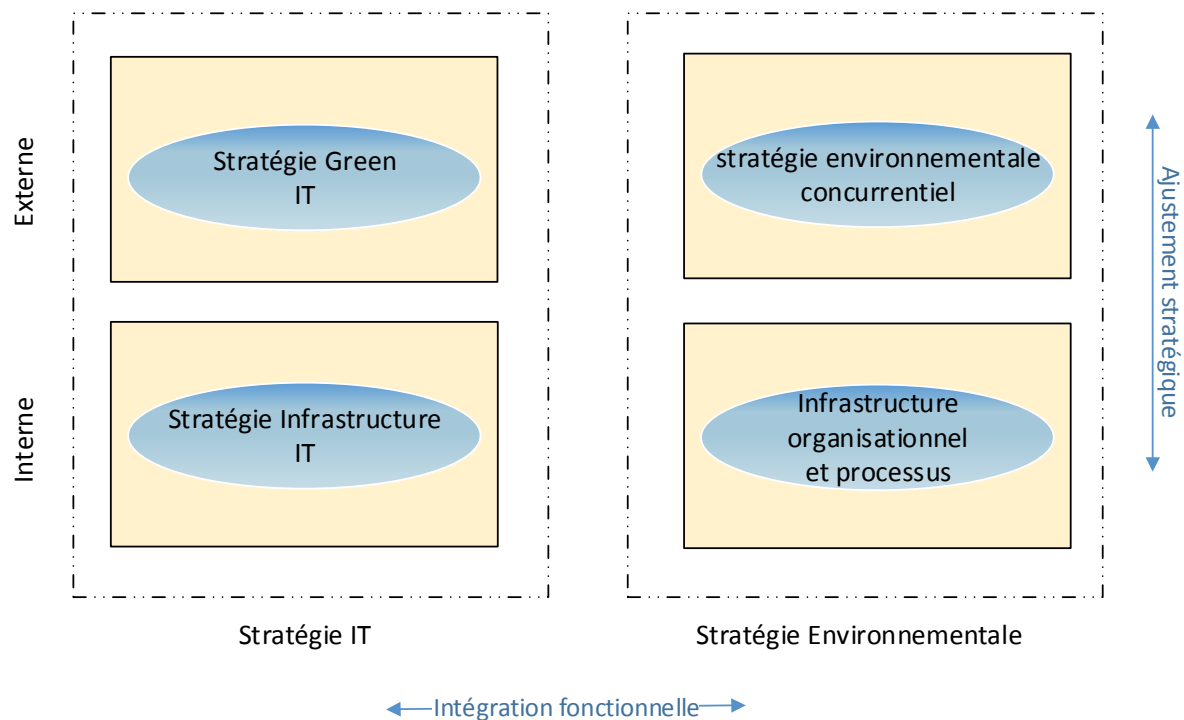 Externe
Stratégie Green
IT
stratégie environnementale
concurrentiel
Ajustement stratégique
Interne
Stratégie Infrastructure
IT
Infrastructure
organisationnel
et processus
Stratégie IT
Stratégie Environnementale
Intégration fonctionnelle